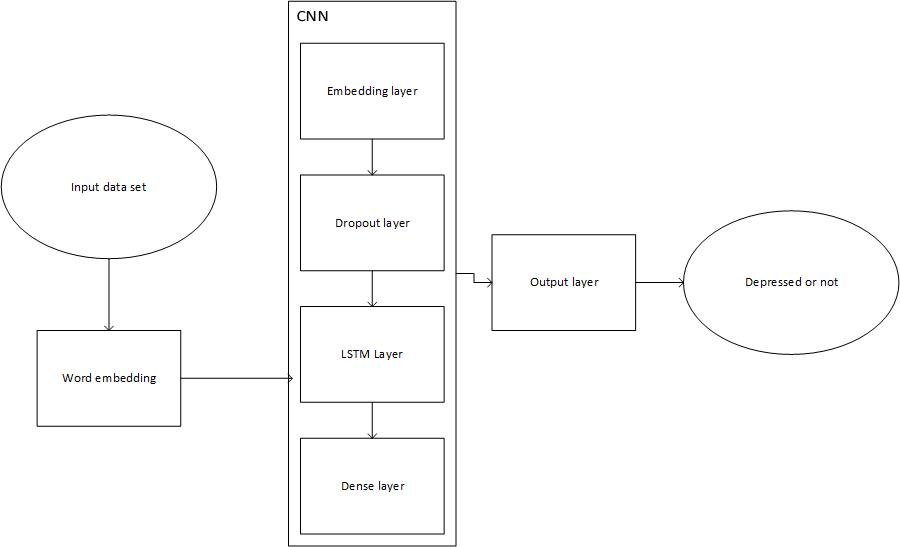 CNN
Embedding layer
Input data set
Dropout layer
Output layer
Depressed or not
LSTM Layer
Word embedding
Dense layer